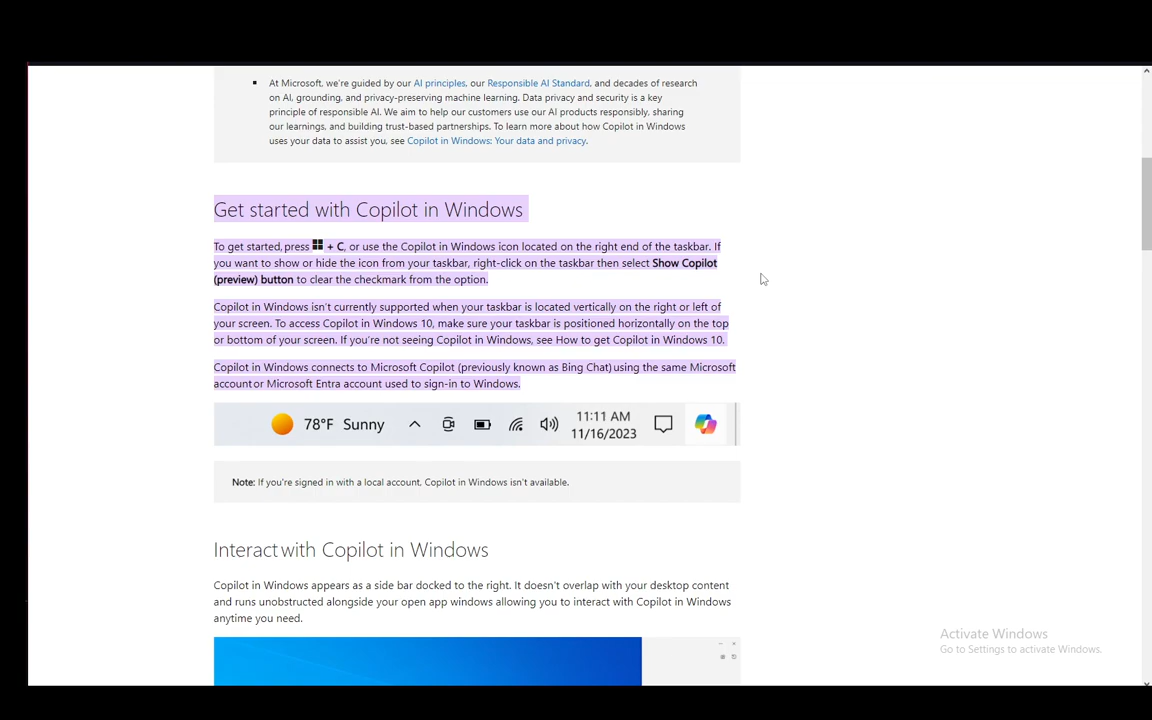 At Microsoft, we're guided by our AI principles, our Responsible AI Standard, and decades of research
on AI, grounding, and privacy-preserving machine learning. Data privacy and security is a key
principle of responsible AI. We aim to help our customers use our AI products responsibly, sharing
our learnings, and building trust-based partnerships. To learn more about how Copilot in Windows
uses your data to assist you, see Copilot in Windows: Your data and privacy.
Get started with Copilot in Windows
To get started, press + C, or use the Copilot in Windows icon located on the right end of the taskbar. If
you want to show or hide the icon from your taskbar, right-click on the taskbar then select Show Copilot
(preview) button to clear the checkmark from the option.
Copilot in Windows isn't currently supported when your taskbar is located vertically on the right or left of
your screen. To access Copilot in Windows 10, make sure your taskbar is positioned horizontally on the top
or bottom of your screen. If you're not seeing Copilot in Windows, see How to get Copilot in Windows 10.
Copilot in Windows connects to Microsoft Copilot (previously known as Bing Chat) using the same Microsoft
account or Microsoft Entra account used to sign-in to Windows.
78°F Sunny
11:11 AM
11/16/2023
Note: If you're signed in with a local account, Copilot in Windows isn't available.
Interact with Copilot in Windows
Copilot in Windows appears as a side bar docked to the right. It doesn't overlap with your desktop content
and runs unobstructed alongside your open app windows allowing you to interact with Copilot in Windows
anytime you need.
Activate Windows
Go to Settings to activate Windows.